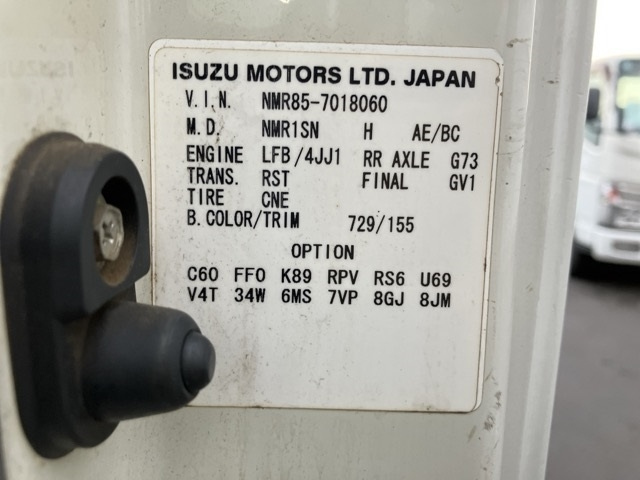 ISUZU MOTORS LTD. JAPAN
V.I.N. NMR85-7018060
M.D. NMR1SN H AE/BC
ENGINE LFB/4JJ1 RR AXLE G73
TRANS. RST FINAL GV1
TIRE CNE
B.COLOR/TRIM 729/155
OPTION
C60 FF0 K89 RPV RS6 U69
V4T 34W 6MS 7VP 8GJ 8JM